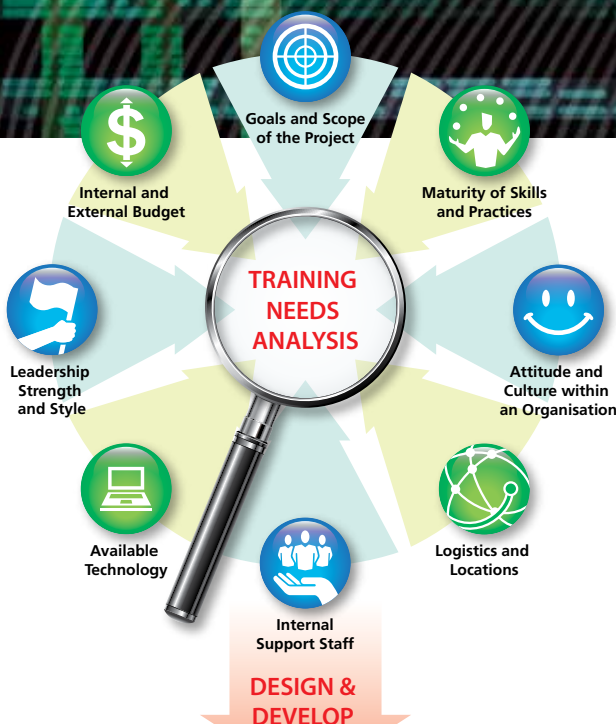 Goals and Scope
of the Project
Internal and
External Budget
Maturity of Skills
and Practices
TRAINING
NEEDS
ANALYSIS
Leadership
Strength
and Style
Attitude and
Culture within
an Organisation
Available
Technology
Logistics and
Locations
Internal
Support Staff
DESIGN &
DEVELOP